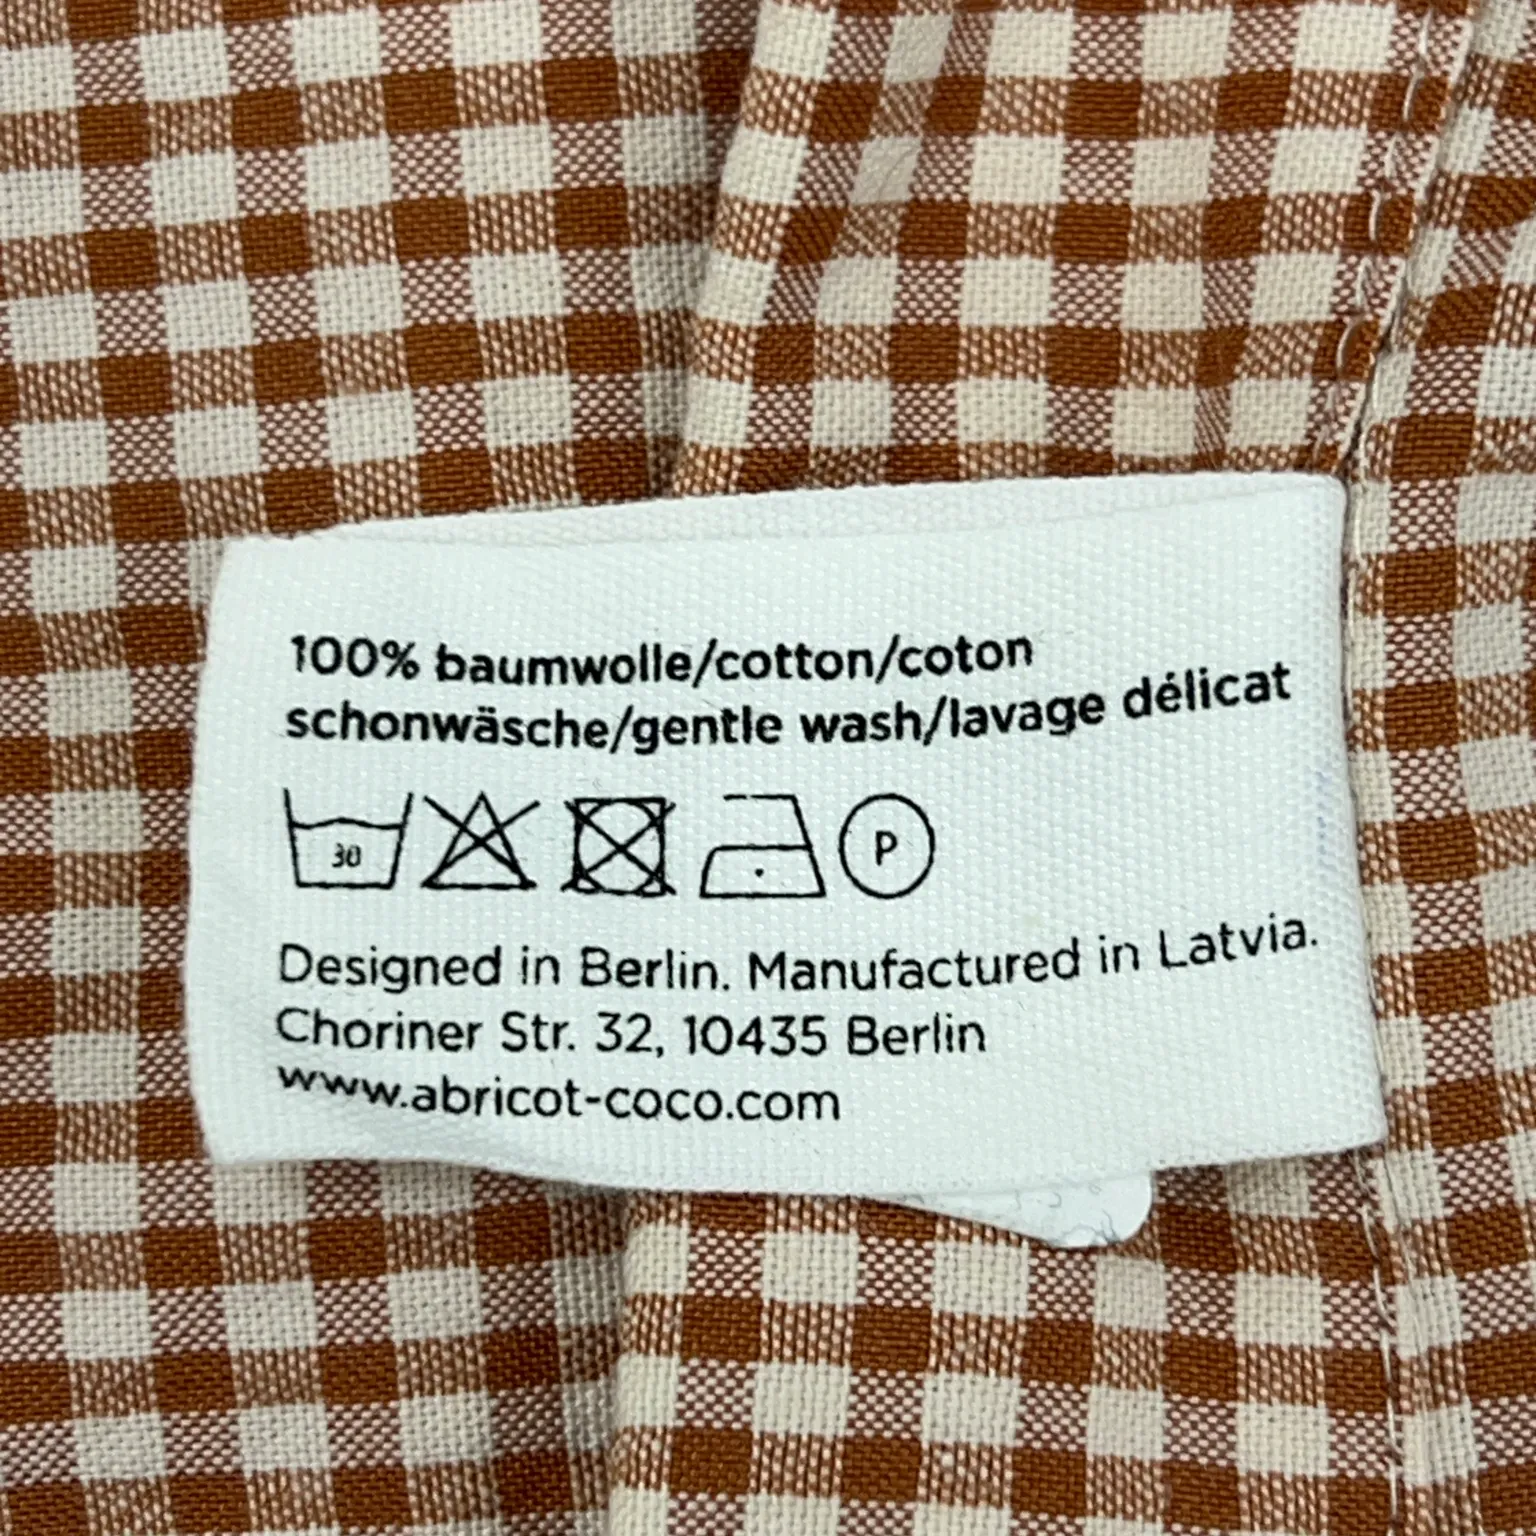 100% baumwolle/cotton/coton
schonwäsche/gentle wash/lavage délicat
30
P
Designed in Berlin. Manufactured in Latvia.
Choriner Str. 32, 10435 Berlin
www.abricot-coco.com